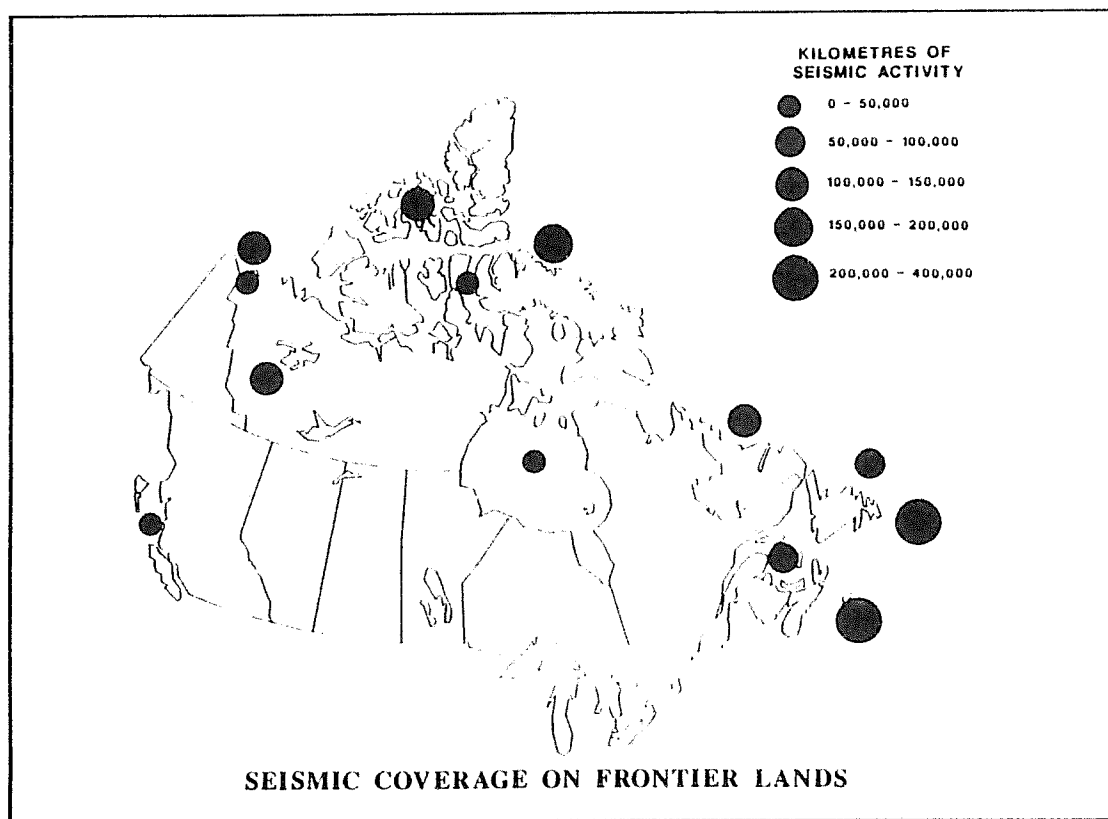 KILOMETRES OF
SEISMIC ACTIVITY
0 - 50,000
50,000 - 100,000
100,000 - 150,000
150,000 - 200,000
200,000 - 400,000
SEISMIC COVERAGE ON FRONTIER LANDS